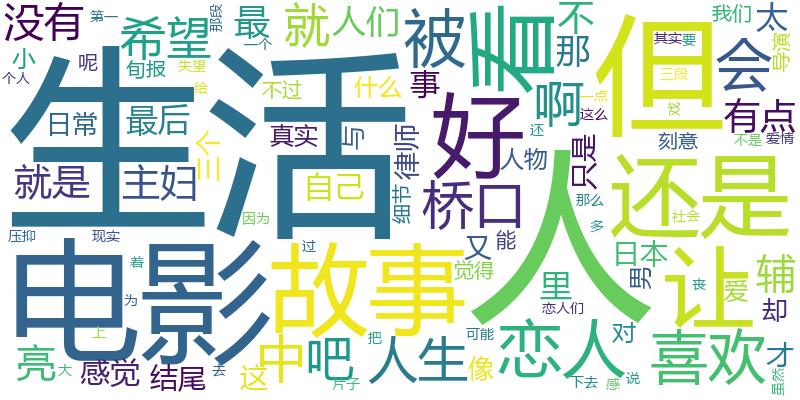 没有
第一
那段
希望
最
就
人们
被
看
不
那
但
我们
太
小
呢
旬报
失望
一个
会
其实
要
导演
个人
给
不过
什么
事
啊
一点
三段
这么
有点
日常
最后
三个
真实
与
律师
好
还
只是
没
刻意
不是
爱情
生活
就是
主妇
自己
细节
桥口
人物
人
那么
多
还是
社会
因为
压抑
现实
着
为
过
又
能
觉得
里
日本
男
让
爱
辅
却
电影
故事
恋人们
丧
上
亮
大
感觉
结尾
去
这
中
吧
把
片子
人生
可能
像
恋人
下去
感
说
对
喜欢
才
虽然